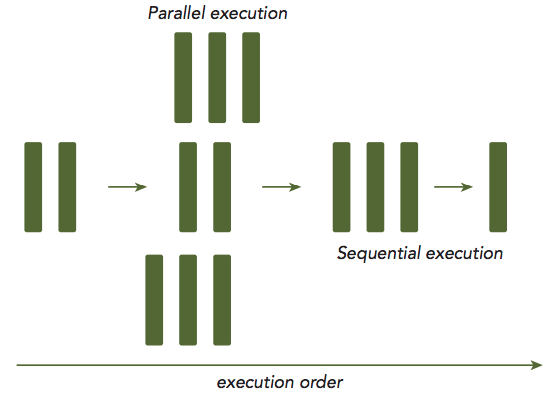 Parallel execution
Sequential execution
execution order